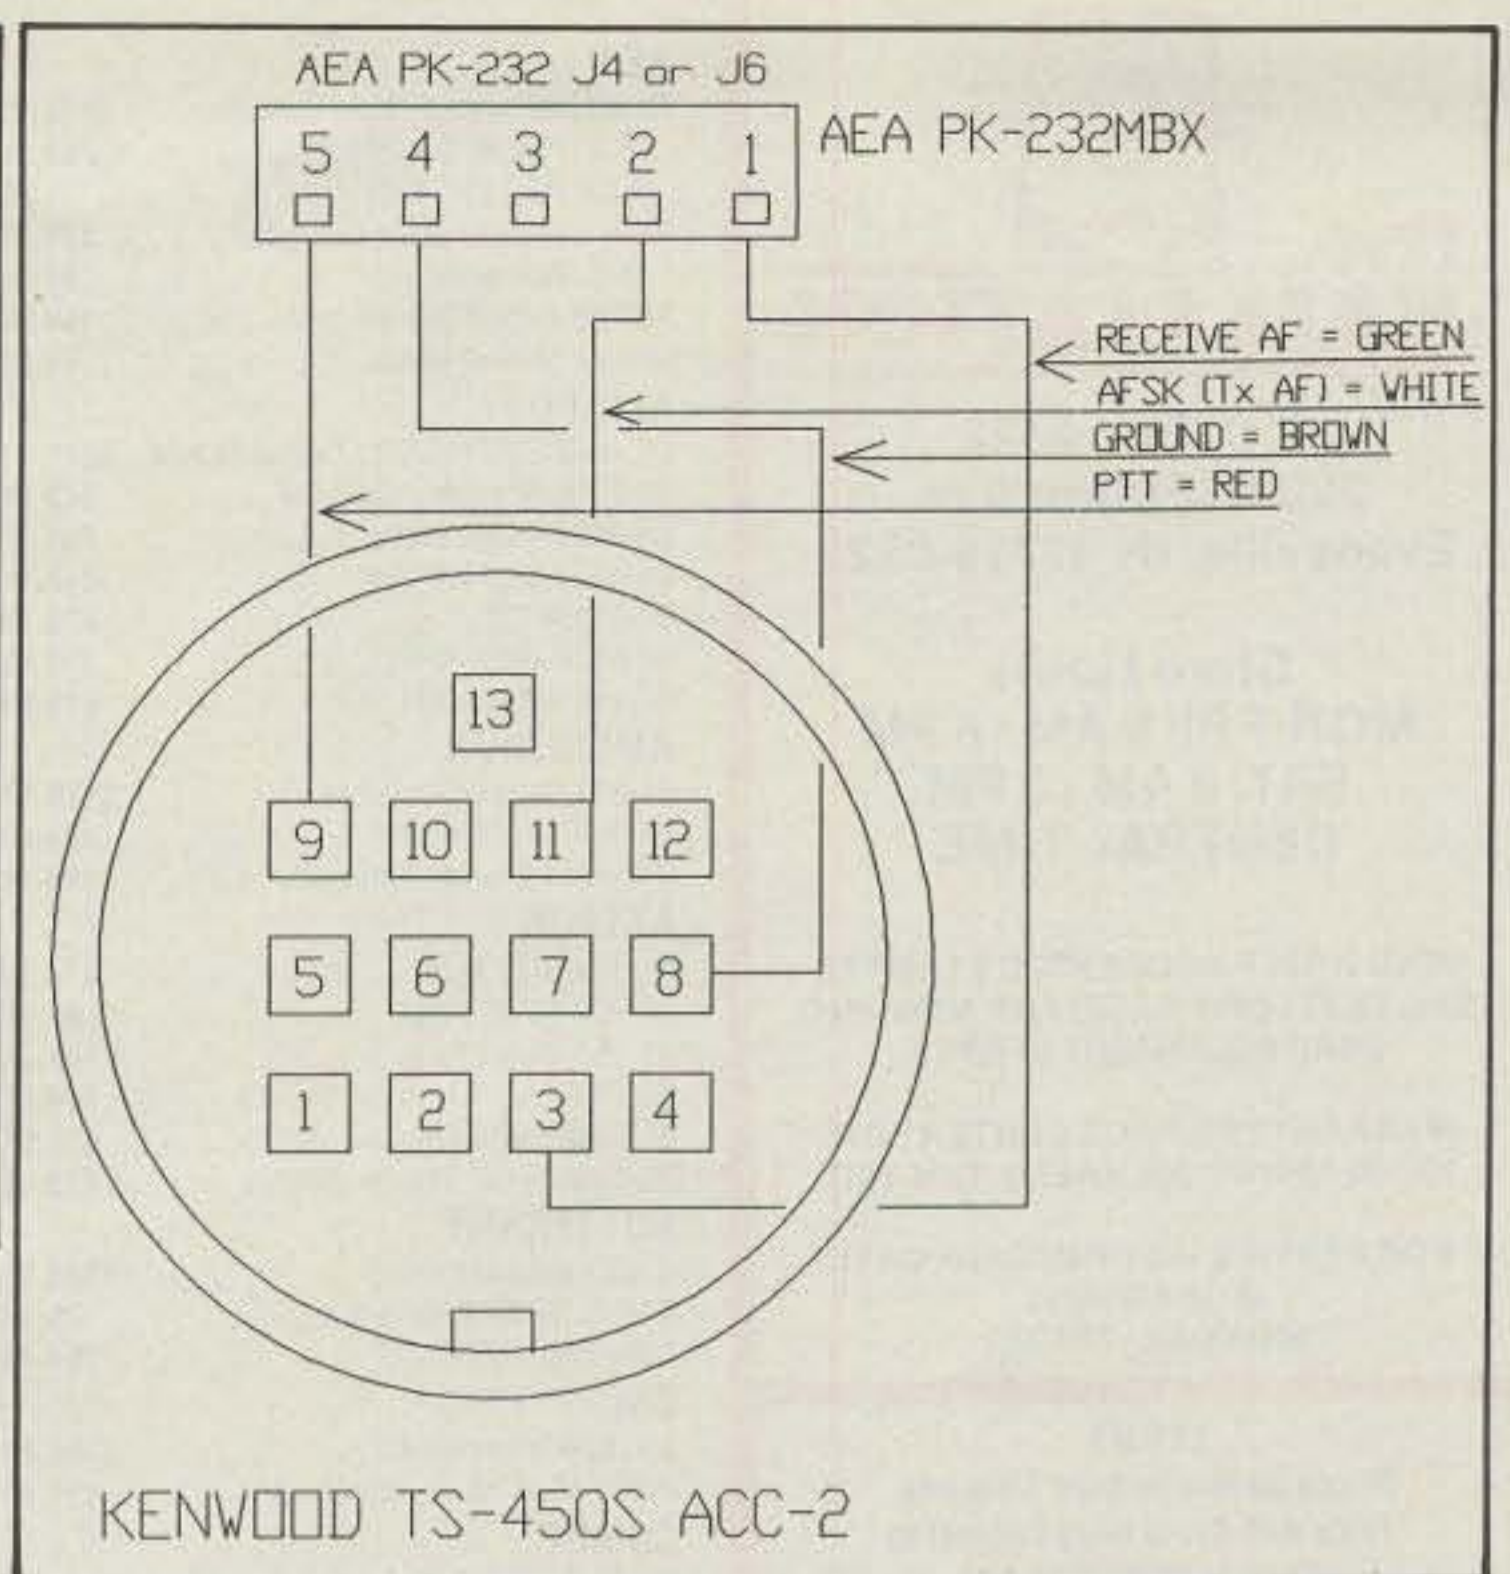 AEA PK-232 J4 or J6
5 4 3 2 1
AEA PK-232MBX
RECEIVE AF = GREEN
AFSK (Tx AF) = WHITE
GROUND = BROWN
PTT = RED
13
9 10 11 12
5 6 7 8
1 2 3 4
KENWOOD TS-450S ACC-2